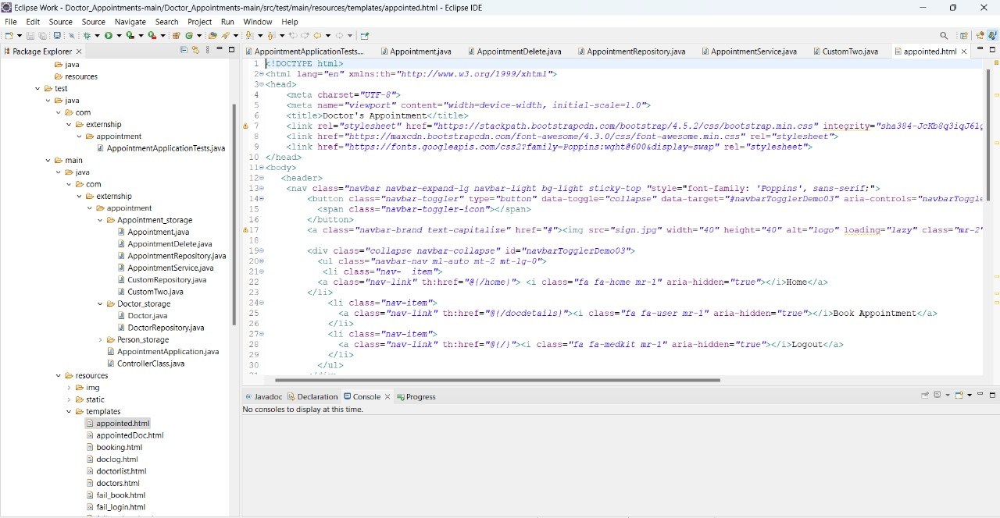 Eclipse Work - Doctor_Appointments-main/Doctor_Appointments-main/src/test/main/resources/templates/appointed.html - Eclipse IDE
File Edit Source Source Navigate Search Project Run Window Help
Package Explorer
java
resources
test
java
com
externship
appointment
AppointmentApplicationTests.java
main
java
com
externship
appointment
Appointment_storage
Appointment.java
AppointmentDelete.java
AppointmentRepository.java
AppointmentService.java
CustomRepository.java
CustomTwo.java
Doctor_storage
Doctor.java
DoctorRepository.java
Person_storage
AppointmentApplication.java
ControllerClass.java
resources
img
static
templates
appointed.html
appointedDoc.html
booking.html
doclog.html
doctorlist.html
doctors.html
fail_book.html
fail_login.html
AppointmentApplicationTests.... Appointment.java AppointmentDelete.java AppointmentRepository.java AppointmentService.java CustomTwo.java appointed.html
1 <!DOCTYPE html>
2 <html lang="en" xmlns:th="http://www.w3.org/1999/xhtml">
3 <head>
4 <meta charset="UTF-8">
5 <meta name="viewport" content="width=device-width, initial-scale=1.0">
6 <title>Doctor's Appointment</title>
7 <link rel="stylesheet" href="https://stackpath.bootstrapcdn.com/bootstrap/4.5.2/css/bootstrap.min.css" integrity="sha384-JcKb8q3iqJ61g
8 <link href="https://maxcdn.bootstrapcdn.com/font-awesome/4.3.0/css/font-awesome.min.css" rel="stylesheet">
9 <link href="https://fonts.googleapis.com/css2?family=Poppins:wght@600&display=swap" rel="stylesheet">
10 </head>
11 <body>
12 <header>
13 <nav class="navbar navbar-expand-lg navbar-light bg-light sticky-top "style="font-family: 'Poppins', sans-serif;">
14 <button class="navbar-toggler" type="button" data-toggle="collapse" data-target="#navbarTogglerDemo03" aria-controls="navbarToggle
15 <span class="navbar-toggler-icon"></span>
16 </button>
17 <a class="navbar-brand text-capitalize" href="#"><img src="sign.jpg" width="40" height="40" alt="logo" loading="lazy" class="mr-2"
18
19 <div class="collapse navbar-collapse" id="navbarTogglerDemo03">
20 <ul class="navbar-nav ml-auto mt-2 mt-lg-0">
21 <li class="nav-  item">
22 <a class="nav-link" th:href="@{/home}"> <i class="fa fa-home mr-1" aria-hidden="true"></i>Home</a>
23 </li>
24 <li class="nav-item">
25 <a class="nav-link" th:href="@{/docdetails}"><i class="fa fa-user mr-1" aria-hidden="true"></i>Book Appointment</a>
26 </li>
27 <li class="nav-item">
28 <a class="nav-link" th:href="@{/}"><i class="fa fa-medkit mr-1" aria-hidden="true"></i>Logout</a>
29 </li>
30 </ul>
Javadoc Declaration Console Progress
No consoles to display at this time.